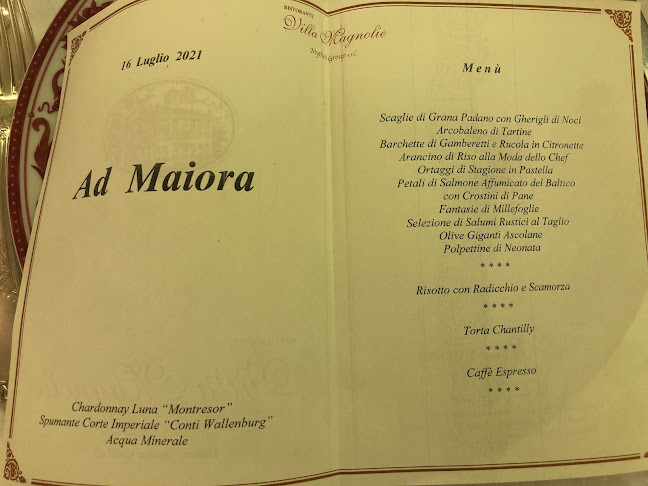 16 Luglio 2021
Ad Maiora
Chardonnay Luna “Montresor”
Spumante Corte Imperiale “Conti Wallenburg”
Acqua Minerale
RISTORANTE
Villa Magnolie
Group s.r.l.
Menù
Scaglie di Grana Padano con Gherigli di Noci
Arcobaleno di Tartine
Barchette di Gamberetti e Rucola in Citronette
Arancino di Riso alla Moda dello Chef
Ortaggi di Stagione in Pastella
Petali di Salmone Affumicato del Baltico
con Crostini di Pane
Fantasie di Millefoglie
Selezione di Salumi Rustici al Taglio
Olive Giganti Ascolane
Polpettine di Neonata
* * * *
Risotto con Radicchio e Scamorza
* * * *
Torta Chantilly
* * * *
Caffè Espresso
* * * *